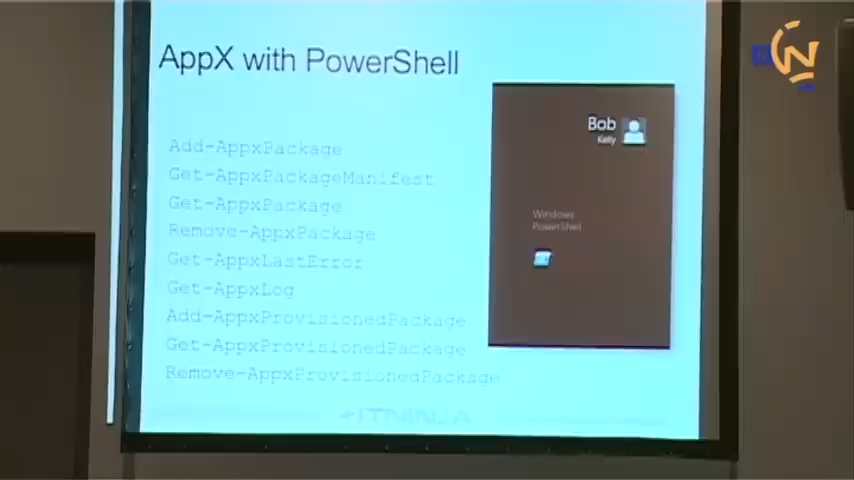 AppX with PowerShell
Add-AppxPackage
Get-AppxPackageManifest
Get-AppxPackage
Remove-AppxPackage
Get-AppxLastError
Get-AppxLog
Add-AppxProvisionedPackage
Get-AppxProvisionedPackage
Remove-AppxProvisionedPackage
Bob
Kelly
Windows
PowerShell
ITNINJA